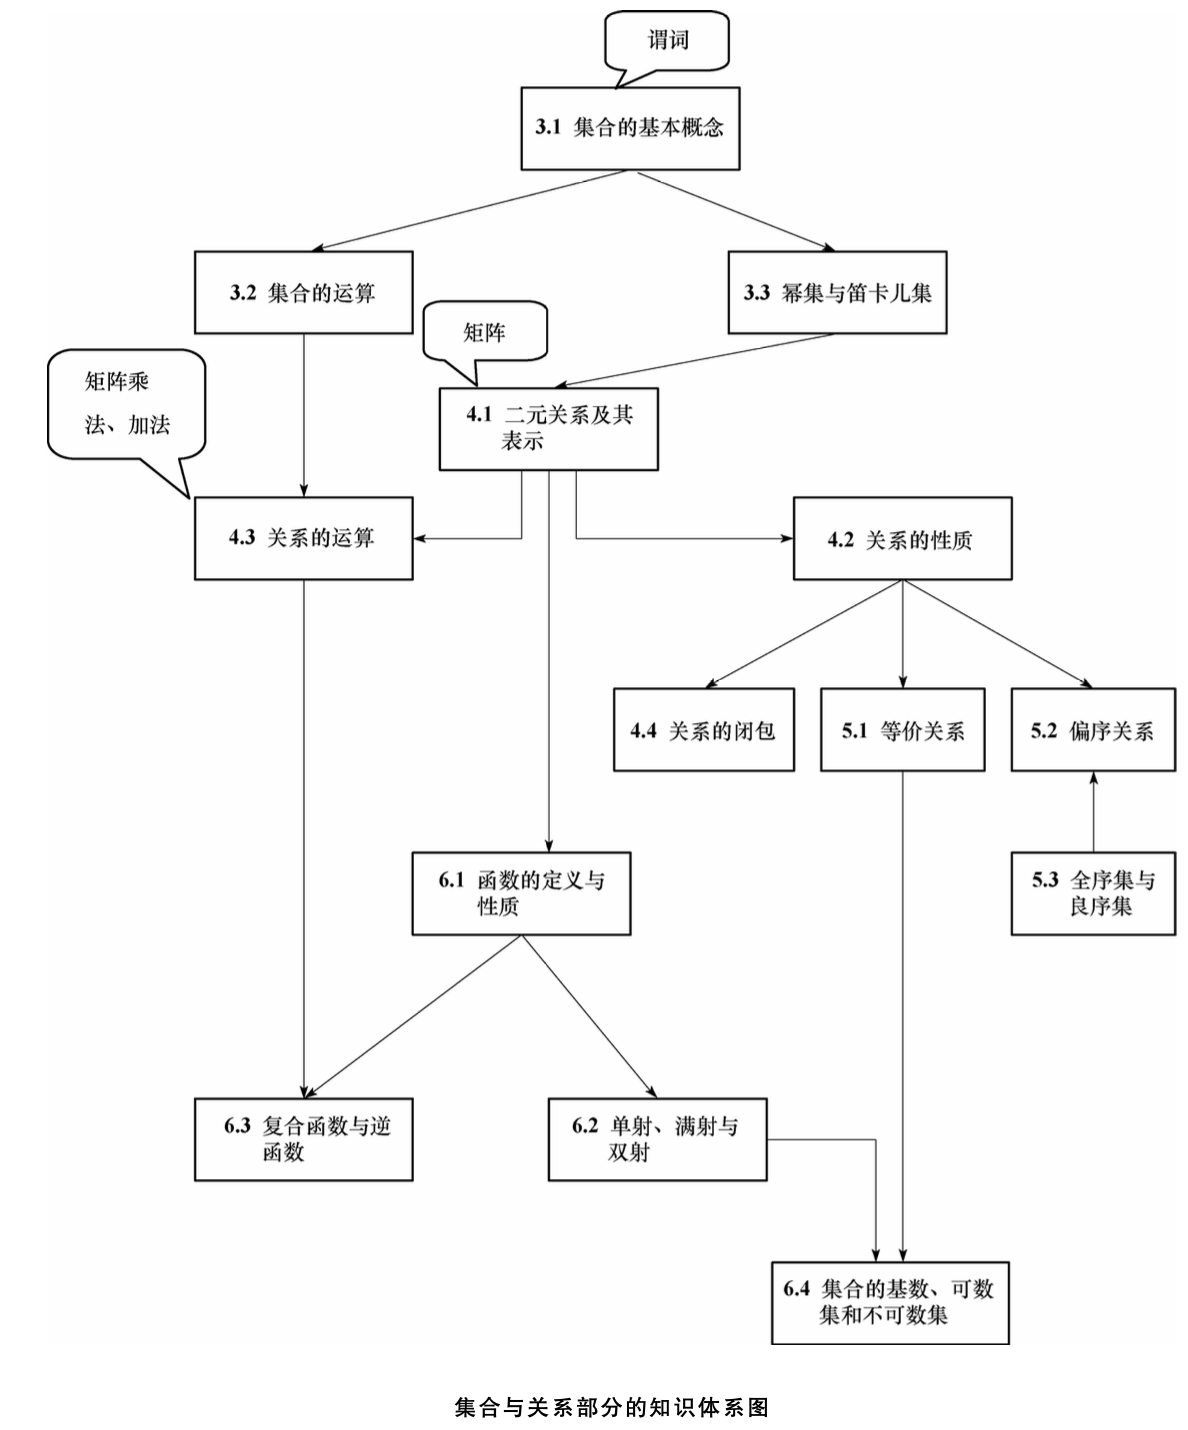 谓词
3.1 集合的基本概念
3.2 集合的运算
3.3 幂集与笛卡儿集
矩阵
矩阵乘
法、加法
4.1 二元关系及其
表示
4.3 关系的运算
4.2 关系的性质
4.4 关系的闭包
5.1 等价关系
5.2 偏序关系
6.1 函数的定义与
性质
5.3 全序集与
良序集
6.3 复合函数与逆
函数
6.2 单射、满射与
双射
6.4 集合的基数、可数
集和不可数集
集合与关系部分的知识体系图